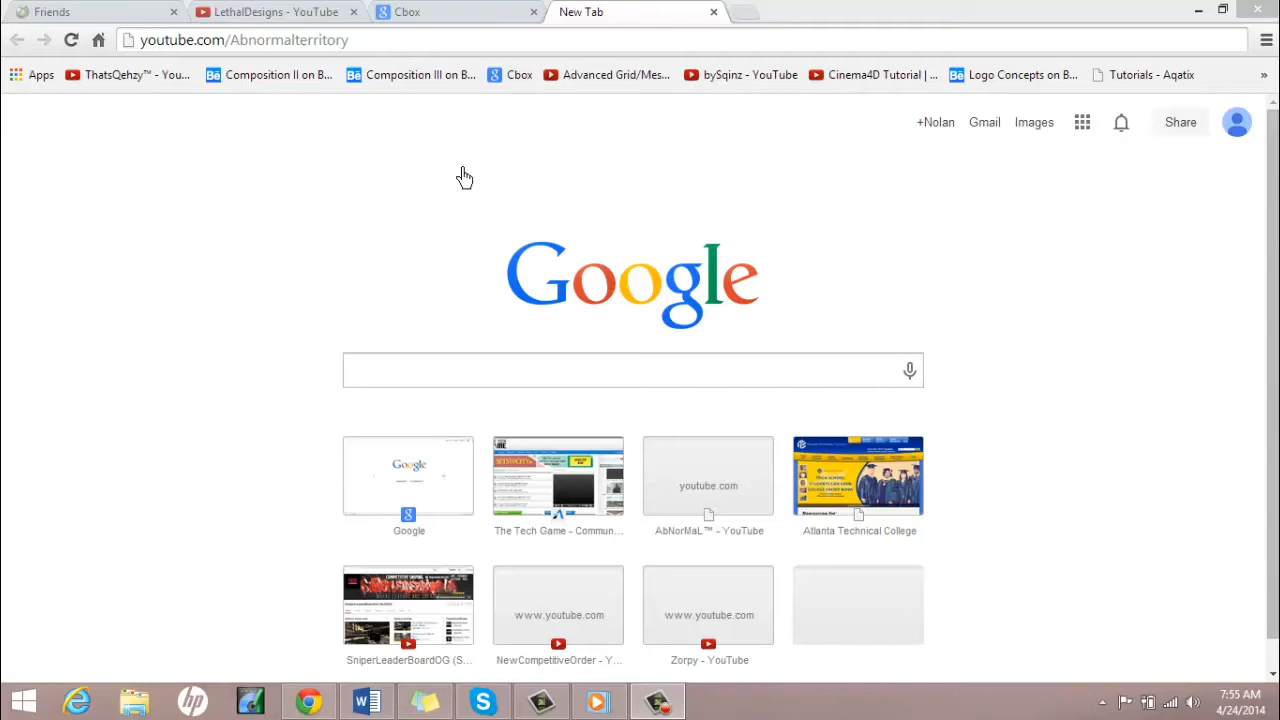 Friends
LethalDesigns - YouTube
Cbox
New Tab
youtube.com/Abnormalterritory
Apps
ThatsQehzy™ - You...
Composition II on B...
Composition III on B...
Cbox
Advanced Grid/Mes...
bySqinz - YouTube
Cinema4D Tutorial | ...
Logo Concepts on B...
Tutorials - Aqatix
»
+Nolan
Gmail
Images
Share
Google
youtube.com
Google
The Tech Game - Commun...
AbNorMaL™ - YouTube
Atlanta Technical College
www.youtube.com
www.youtube.com
SniperLeaderBoardOG (S...
NewCompetitiveOrder - Y...
Zorpy - YouTube
7:55 AM
4/24/2014